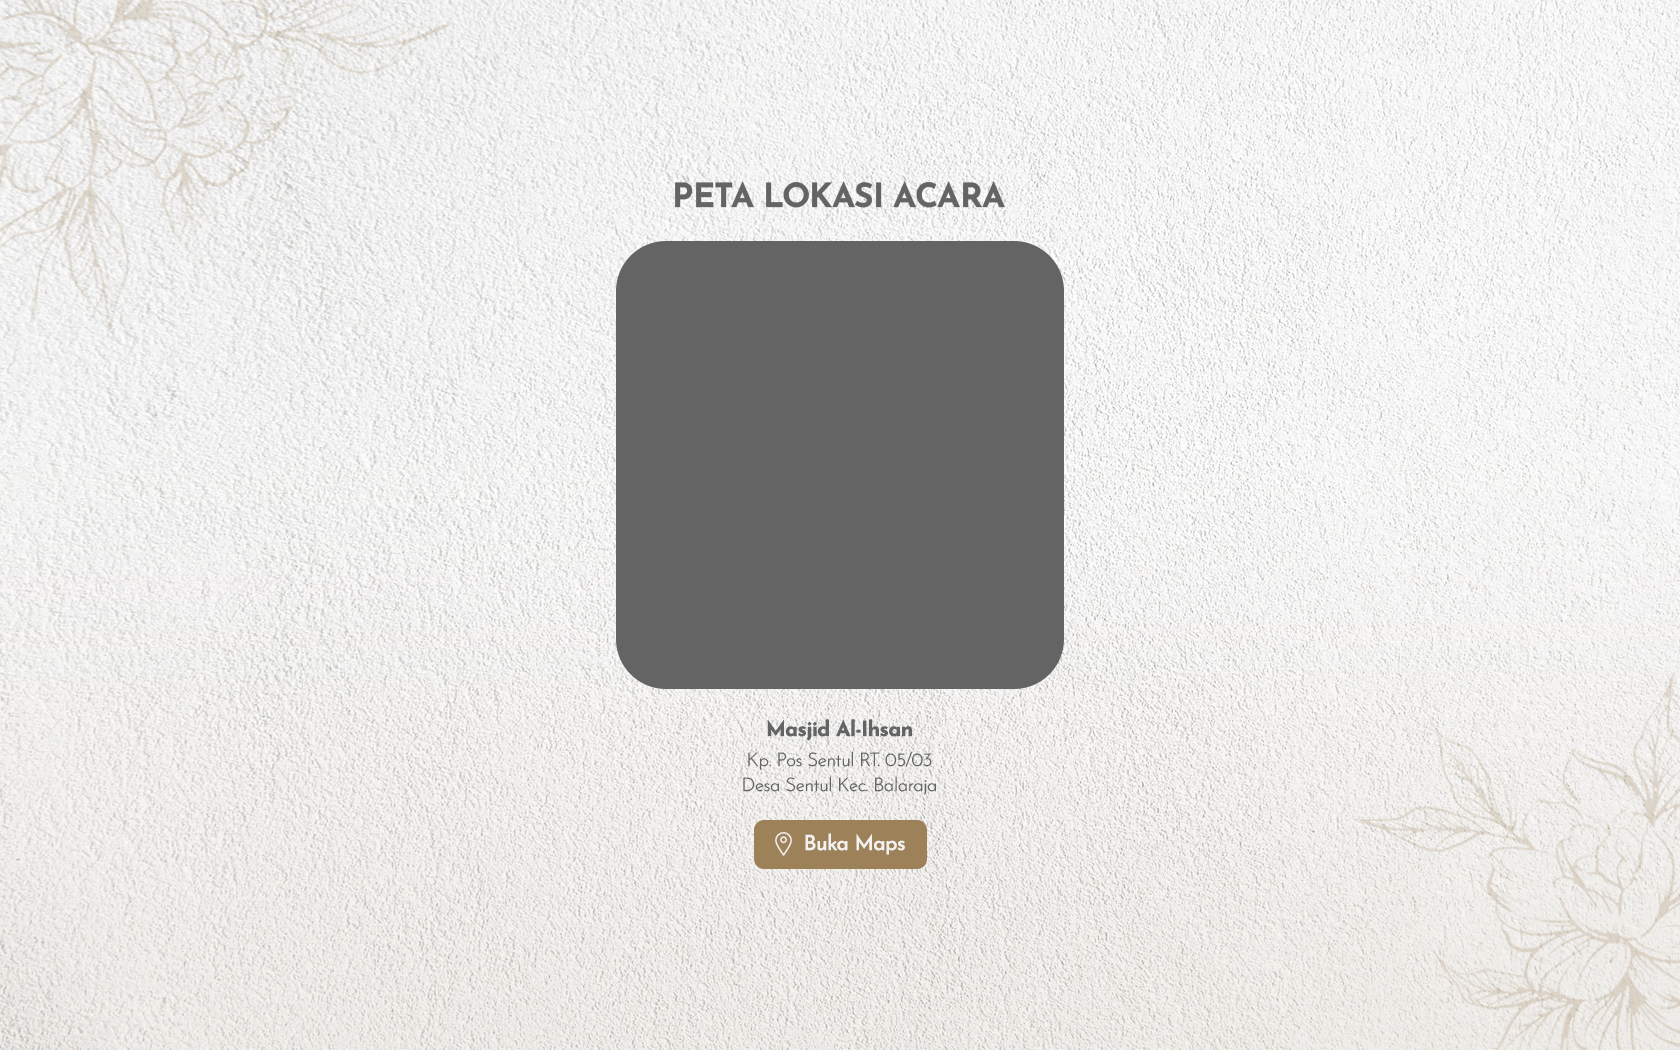 PETA LOKASI ACARA
Masjid Al-Ihsan
Kp. Pos Sentul RT. 05/03
Desa Sentul Kec. Balaraja
Buka Maps